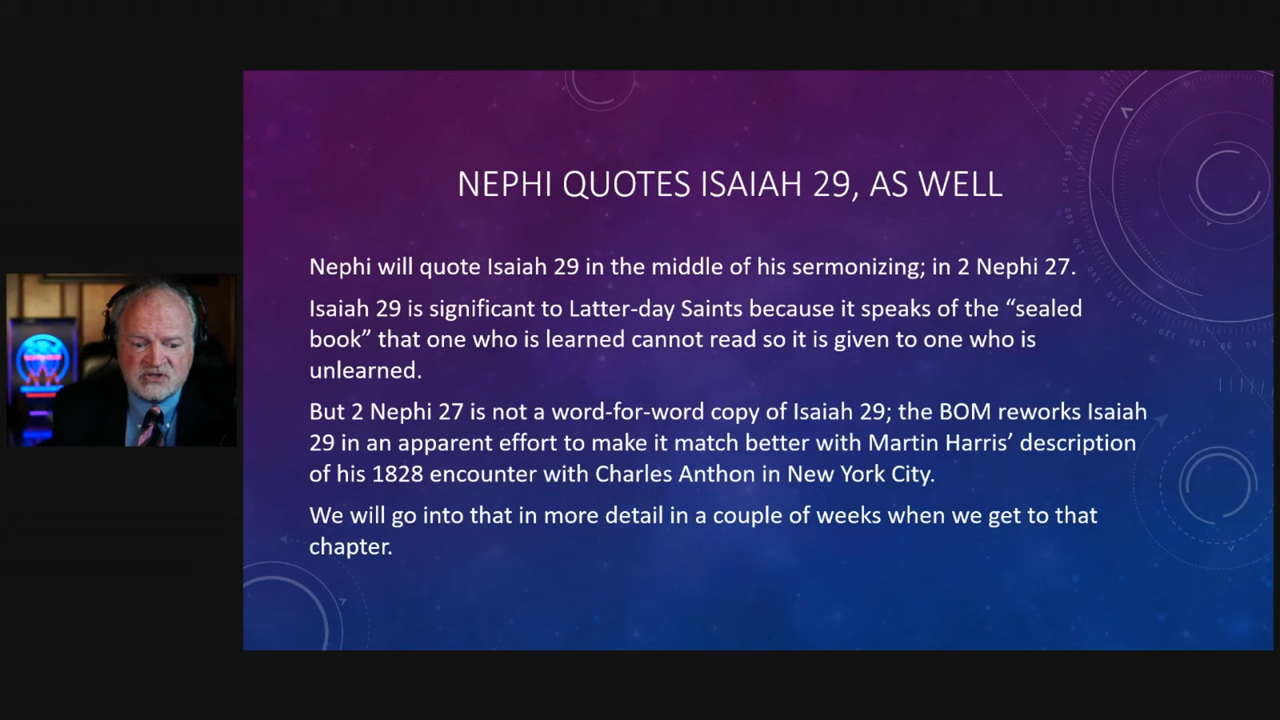 NEPHI QUOTES ISAIAH 29, AS WELL
Nephi will quote Isaiah 29 in the middle of his sermonizing; in 2 Nephi 27.
Isaiah 29 is significant to Latter-day Saints because it speaks of the “sealed
book” that one who is learned cannot read so it is given to one who is
unlearned.
But 2 Nephi 27 is not a word-for-word copy of Isaiah 29; the BOM reworks Isaiah
29 in an apparent effort to make it match better with Martin Harris’ description
of his 1828 encounter with Charles Anthon in New York City.
We will go into that in more detail in a couple of weeks when we get to that
chapter.